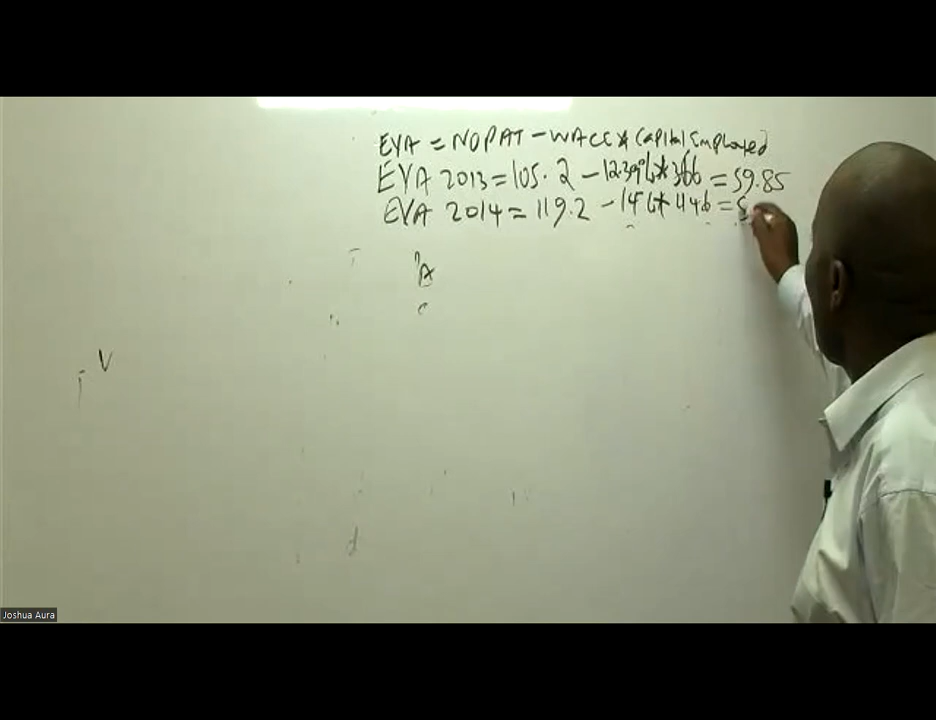 EVA = NOPAT - WACC * Capital Employed
EVA 2013 = 105.2 - 12.39% * 366 = 59.85
EVA 2014 = 119.2 - 14% * 446 = 5
A
V
d
Joshua Aura